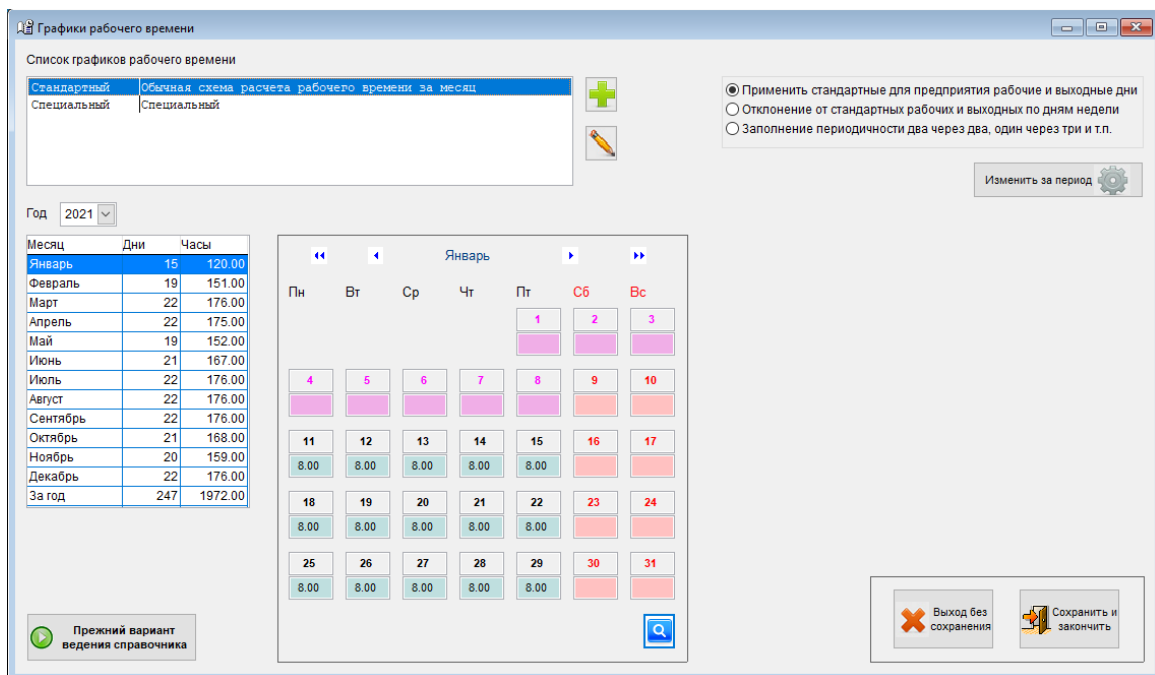 Графики рабочего времени
Список графиков рабочего времени
Стандартный Обычная схема расчета рабочего времени за месяц
Специальный Специальный
Применить стандартные для предприятия рабочие и выходные дни
Отклонение от стандартных рабочих и выходных по дням недели
Заполнение периодичности два через два, один через три и т.п.
Изменить за период
Год 2021
Месяц Дни Часы
Январь 15 120.00
Февраль 19 151.00
Март 22 176.00
Апрель 22 175.00
Май 19 152.00
Июнь 21 167.00
Июль 22 176.00
Август 22 176.00
Сентябрь 22 176.00
Октябрь 21 168.00
Ноябрь 20 159.00
Декабрь 22 176.00
За год 247 1972.00
Январь
Пн Вт Ср Чт Пт Сб Вс
1 2 3
4 5 6 7 8 9 10
11 12 13 14 15 16 17
8.00 8.00 8.00 8.00 8.00
18 19 20 21 22 23 24
8.00 8.00 8.00 8.00 8.00
25 26 27 28 29 30 31
8.00 8.00 8.00 8.00 8.00
Прежний вариант
ведения справочника
Выход без
сохранения
Сохранить и
закончить